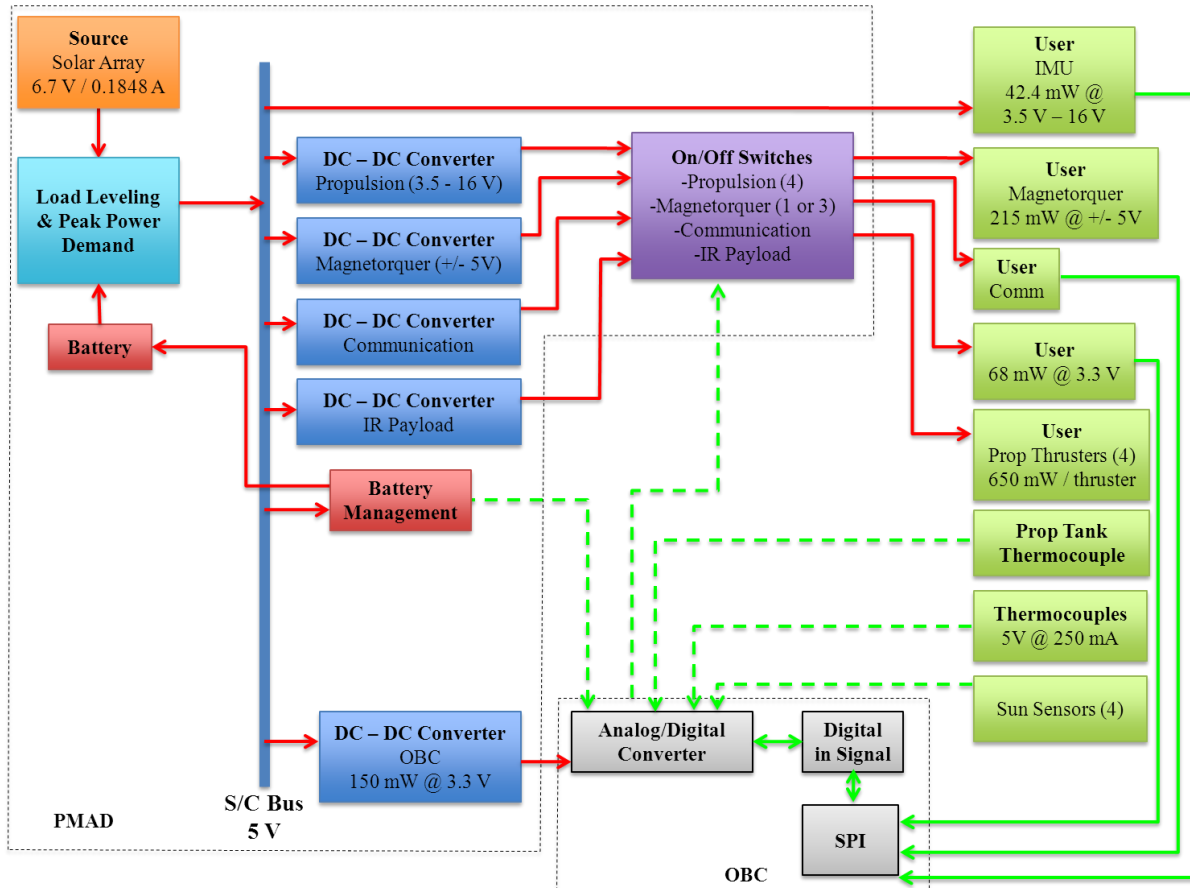 Source
Solar Array
6.7 V / 0.1848 A
Load Leveling
& Peak Power
Demand
Battery
DC – DC Converter
Propulsion (3.5 - 16 V)
DC – DC Converter
Magnetorquer (+/- 5V)
DC – DC Converter
Communication
DC – DC Converter
IR Payload
Battery
Management
DC – DC Converter
OBC
150 mW @ 3.3 V
S/C Bus
5 V
PMAD
On/Off Switches
-Propulsion (4)
-Magnetorquer (1 or 3)
-Communication
-IR Payload
User
IMU
42.4 mW @
3.5 V – 16 V
User
Magnetorquer
215 mW @ +/- 5V
User
Comm
User
68 mW @ 3.3 V
User
Prop Thrusters (4)
650 mW / thruster
Prop Tank
Thermocouple
Thermocouples
5V @ 250 mA
Sun Sensors (4)
Analog/Digital
Converter
Digital
in Signal
SPI
OBC